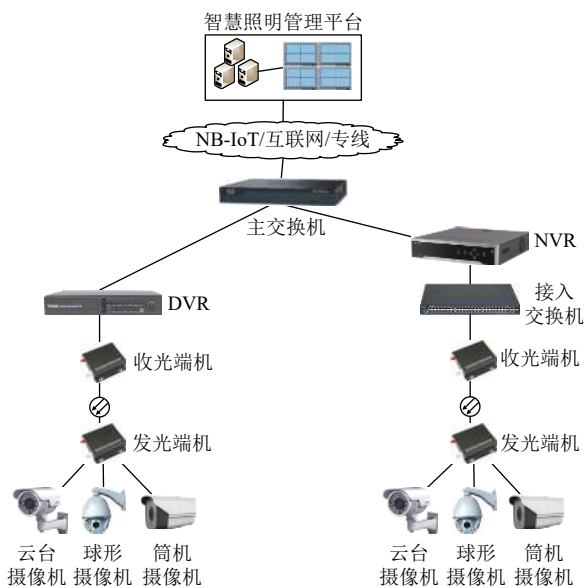 智慧照明管理平台
NB-IoT/互联网/专线
主交换机
NVR
DVR
接入
交换机
收光端机
收光端机
发光端机
发光端机
云台
摄像机
球形
摄像机
筒机
摄像机
云台
摄像机
球形
摄像机
筒机
摄像机